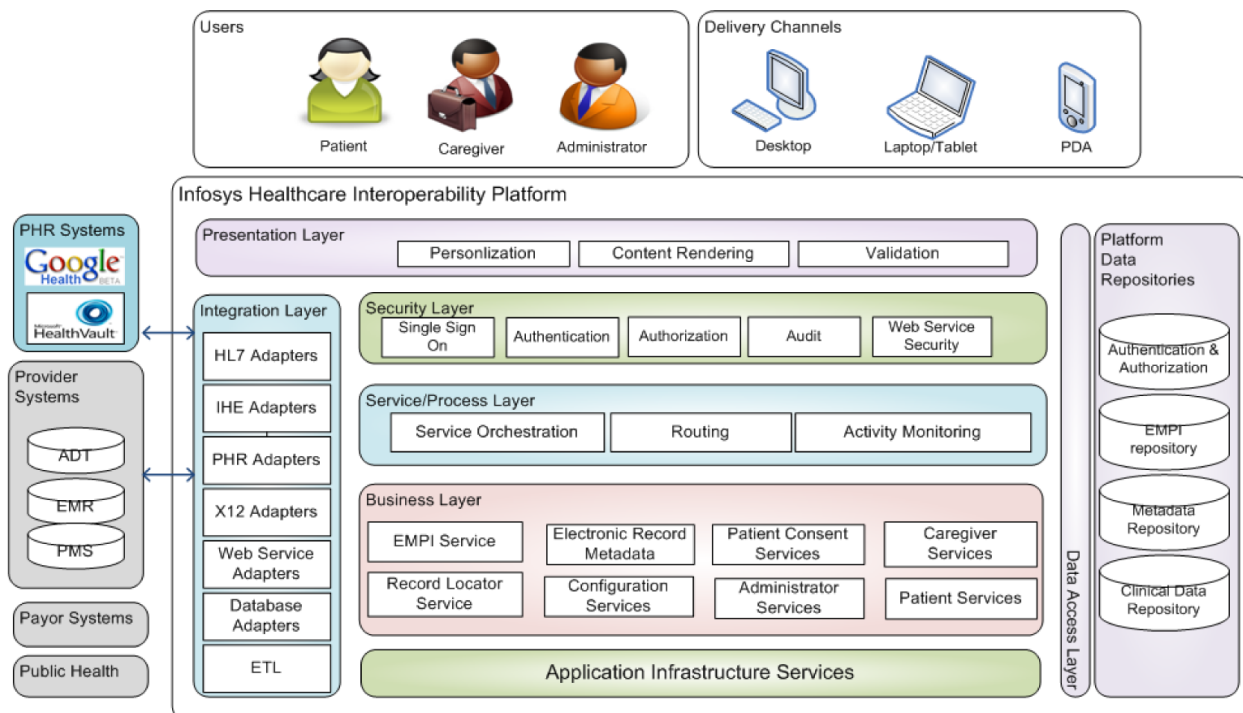 Users
Patient
Caregiver
Administrator
Delivery Channels
Desktop
Laptop/Tablet
PDA
Infosys Healthcare Interoperability Platform
PHR Systems
Google
Health BETA
Microsoft
HealthVault
Provider
Systems
ADT
EMR
PMS
Payor Systems
Public Health
Presentation Layer
Personlization
Content Rendering
Validation
Integration Layer
HL7 Adapters
IHE Adapters
PHR Adapters
X12 Adapters
Web Service
Adapters
Database
Adapters
ETL
Security Layer
Single Sign
On
Authentication
Authorization
Audit
Web Service
Security
Service/Process Layer
Service Orchestration
Routing
Activity Monitoring
Business Layer
EMPI Service
Electronic Record
Metadata
Patient Consent
Services
Caregiver
Services
Record Locator
Service
Configuration
Services
Administrator
Services
Patient Services
Application Infrastructure Services
Data Access Layer
Platform
Data
Repositories
Authentication &
Authorization
EMPI
repository
Metadata
Repository
Clinical Data
Repository